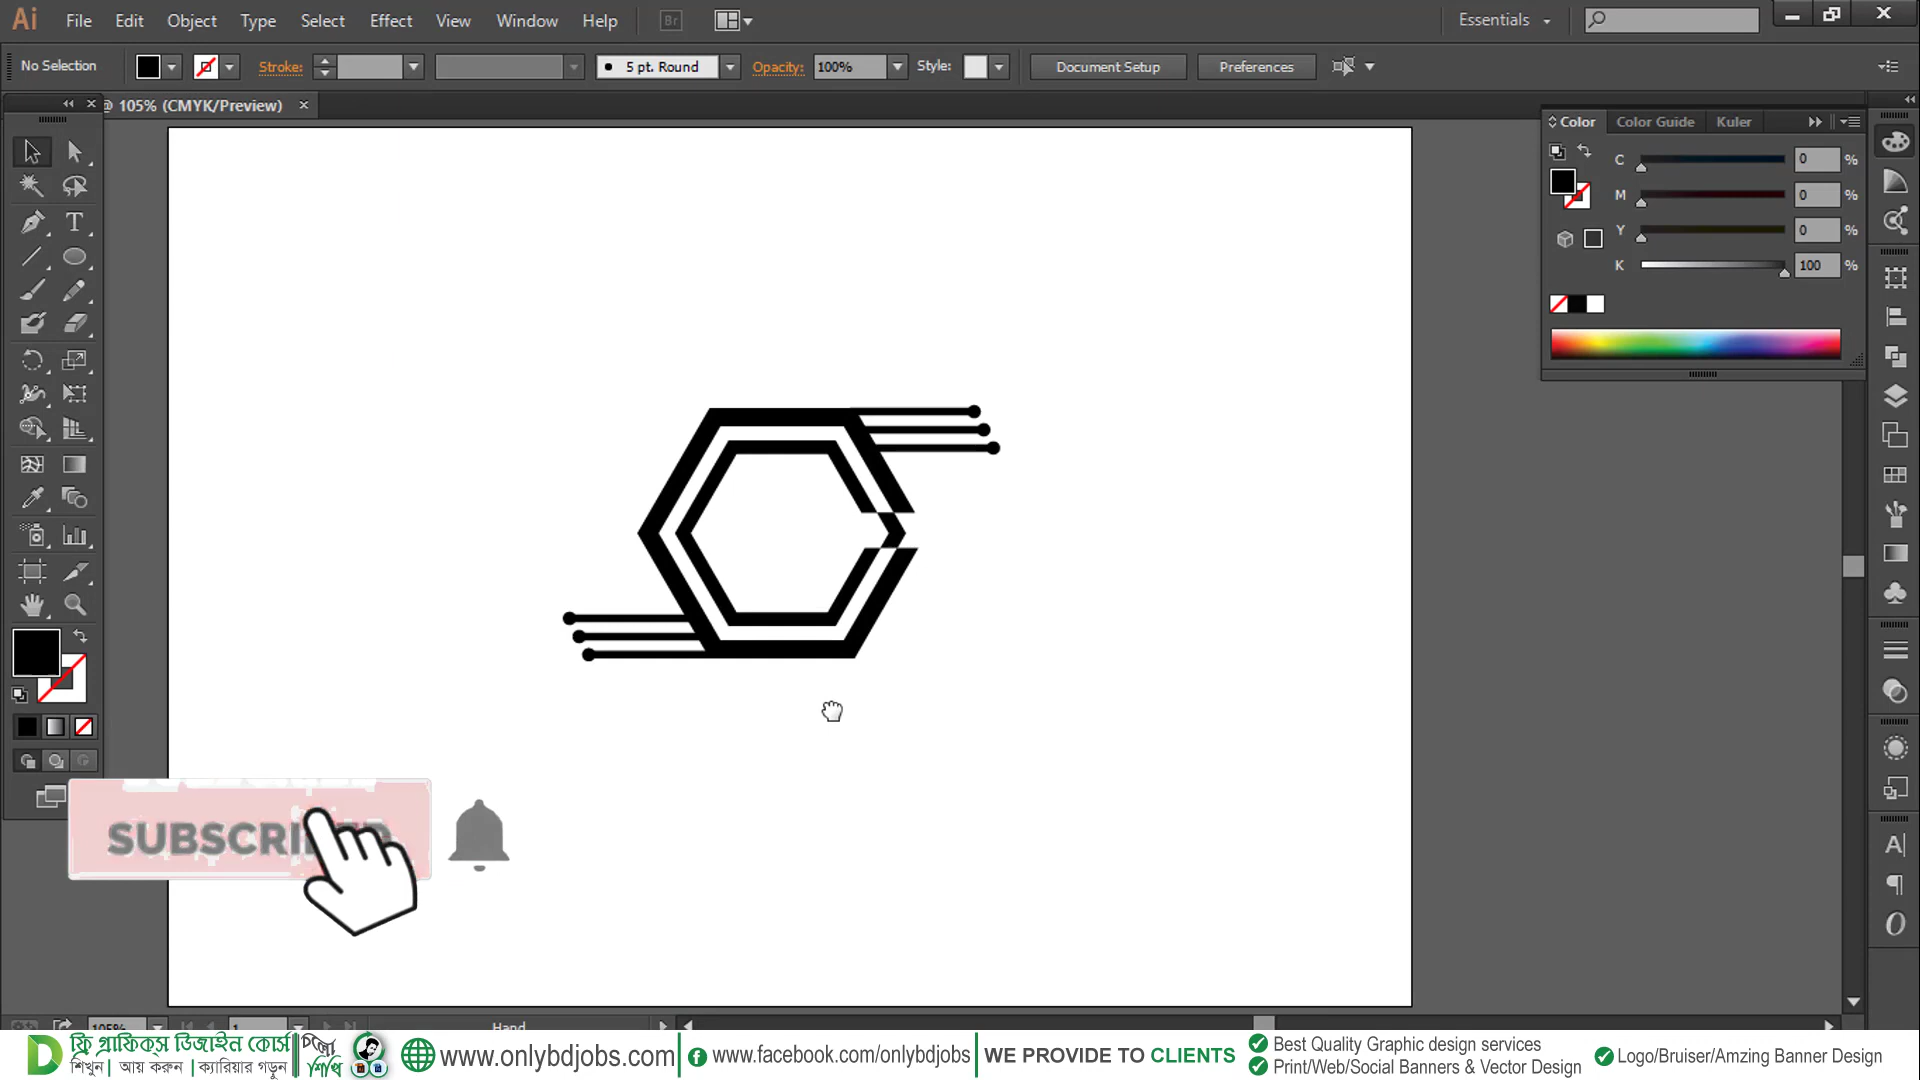 Ai File Edit Object Type Select Effect View Window Help Br Essentials
No Selection Stroke: 5 pt. Round Opacity: 100% Style: Document Setup Preferences
@ 105% (CMYK/Preview)
Color Color Guide Kuler
C 0 %
M 0 %
Y 0 %
K 100 %
105% 1 Hand
ফ্রি গ্রাফিক্স ডিজাইন কোর্স
শিখুন | আয় করুন | ক্যারিয়ার গড়ুন
চলো
শিখি
www.onlybdjobs.com
www.facebook.com/onlybdjobs
WE PROVIDE TO CLIENTS
Best Quality Graphic design services
Print/Web/Social Banners & Vector Design
Logo/Bruiser/Amzing Banner Design